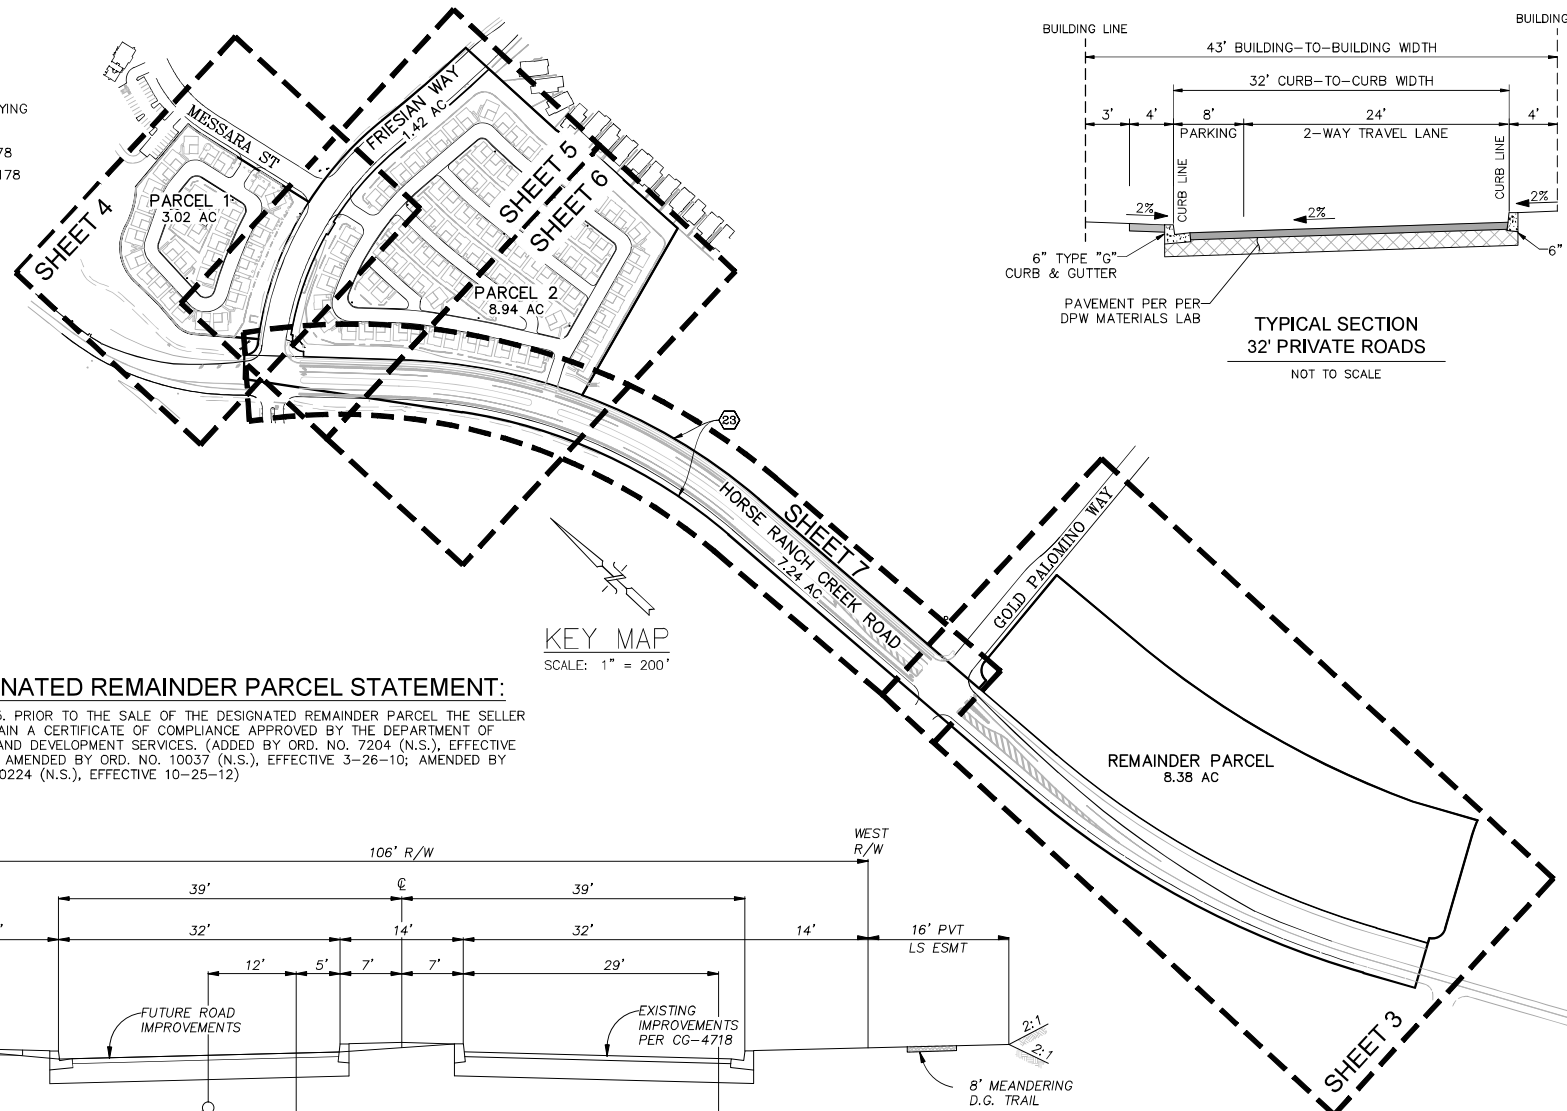 YING
78
178
MESSARA ST
FRIESIAN WAY
1.42 AC
PARCEL 1
3.02 AC
SHEET 4
SHEET 5
SHEET 6
PARCEL 2
8.94 AC
23
HORSE RANCH CREEK ROAD
7.24 AC
SHEET 7
GOLD PALOMINO WAY
REMAINDER PARCEL
8.38 AC
SHEET 3
KEY MAP
SCALE: 1" = 200'
BUILDING LINE
BUILDING
43' BUILDING-TO-BUILDING WIDTH
32' CURB-TO-CURB WIDTH
3'
4'
8'
24'
4'
PARKING
2-WAY TRAVEL LANE
CURB LINE
CURB LINE
2%
2%
2%
6" TYPE "G"
CURB & GUTTER
6"
PAVEMENT PER PER
DPW MATERIALS LAB
TYPICAL SECTION
32' PRIVATE ROADS
NOT TO SCALE
NATED REMAINDER PARCEL STATEMENT:
. PRIOR TO THE SALE OF THE DESIGNATED REMAINDER PARCEL THE SELLER
AIN A CERTIFICATE OF COMPLIANCE APPROVED BY THE DEPARTMENT OF
AND DEVELOPMENT SERVICES. (ADDED BY ORD. NO. 7204 (N.S.), EFFECTIVE
AMENDED BY ORD. NO. 10037 (N.S.), EFFECTIVE 3-26-10; AMENDED BY
0224 (N.S.), EFFECTIVE 10-25-12)
106' R/W
WEST
R/W
39'
℄
39'
32'
14'
32'
14'
16' PVT
LS ESMT
12'
5'
7'
7'
29'
FUTURE ROAD
IMPROVEMENTS
EXISTING
IMPROVEMENTS
PER CG-4718
2:1
2:1
8' MEANDERING
D.G. TRAIL